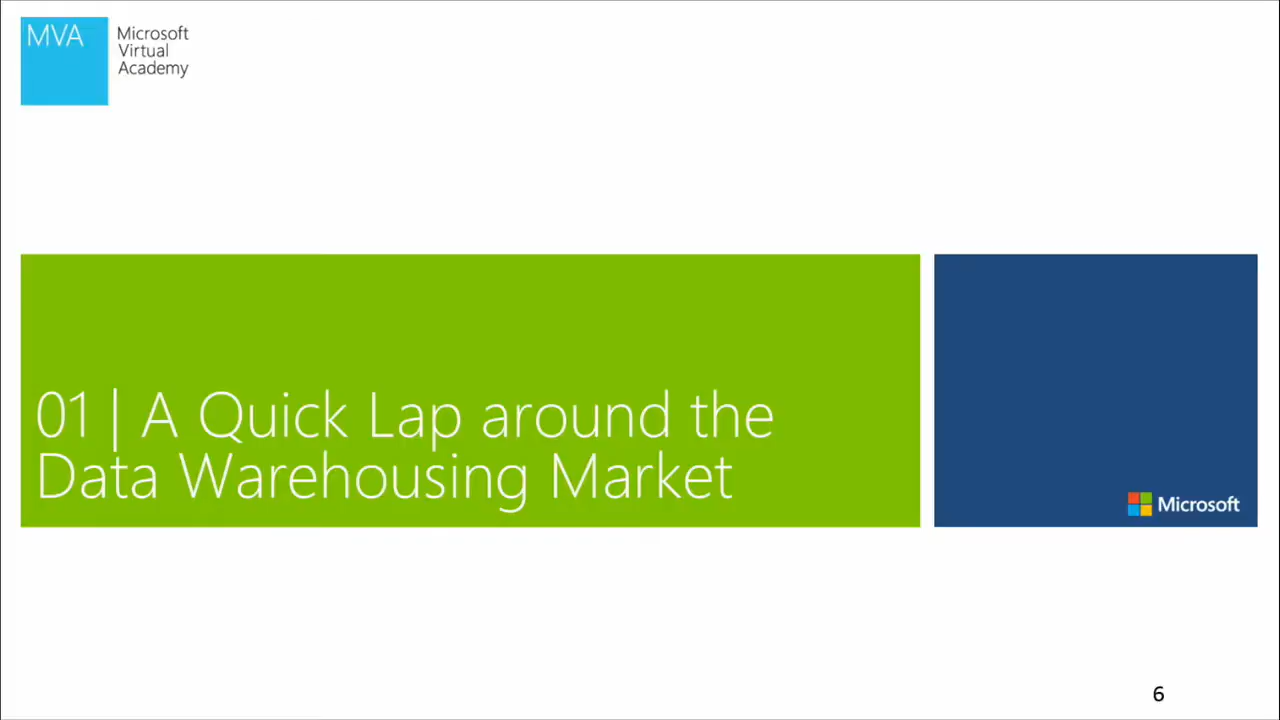 MVA
Microsoft
Virtual
Academy
01 | A Quick Lap around the
Data Warehousing Market
Microsoft
6